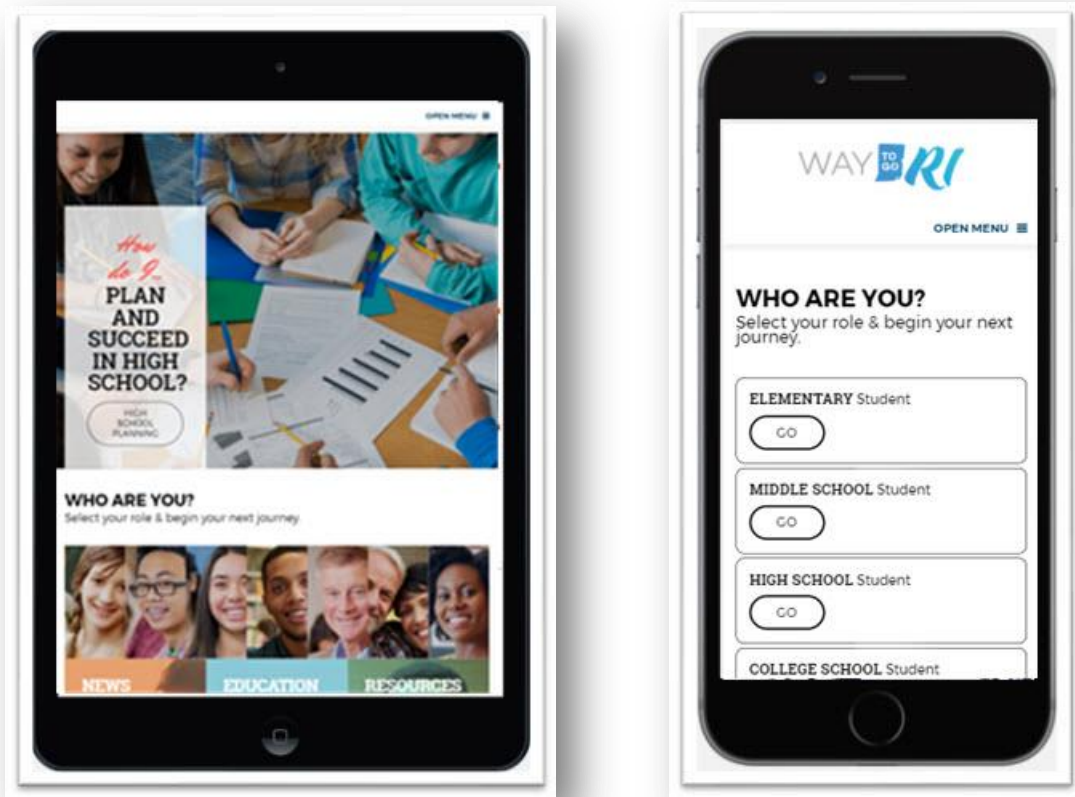 OPEN MENU
How
do I...
PLAN
AND
SUCCEED
IN HIGH
SCHOOL?
HIGH
SCHOOL
PLANNING
WHO ARE YOU?
Select your role & begin your next journey.
NEWS
EDUCATION
RESOURCES
WAY TO GO RI
OPEN MENU
WHO ARE YOU?
Select your role & begin your next
journey.
ELEMENTARY Student
GO
MIDDLE SCHOOL Student
GO
HIGH SCHOOL Student
GO
COLLEGE SCHOOL Student